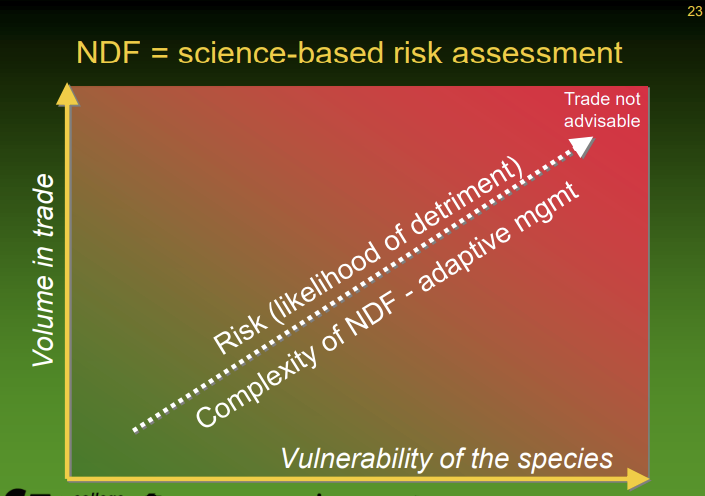 23
NDF = science-based risk assessment
Trade not
advisable
Volume in trade
Risk (likelihood of detriment)
Complexity of NDF - adaptive mgmt
Vulnerability of the species